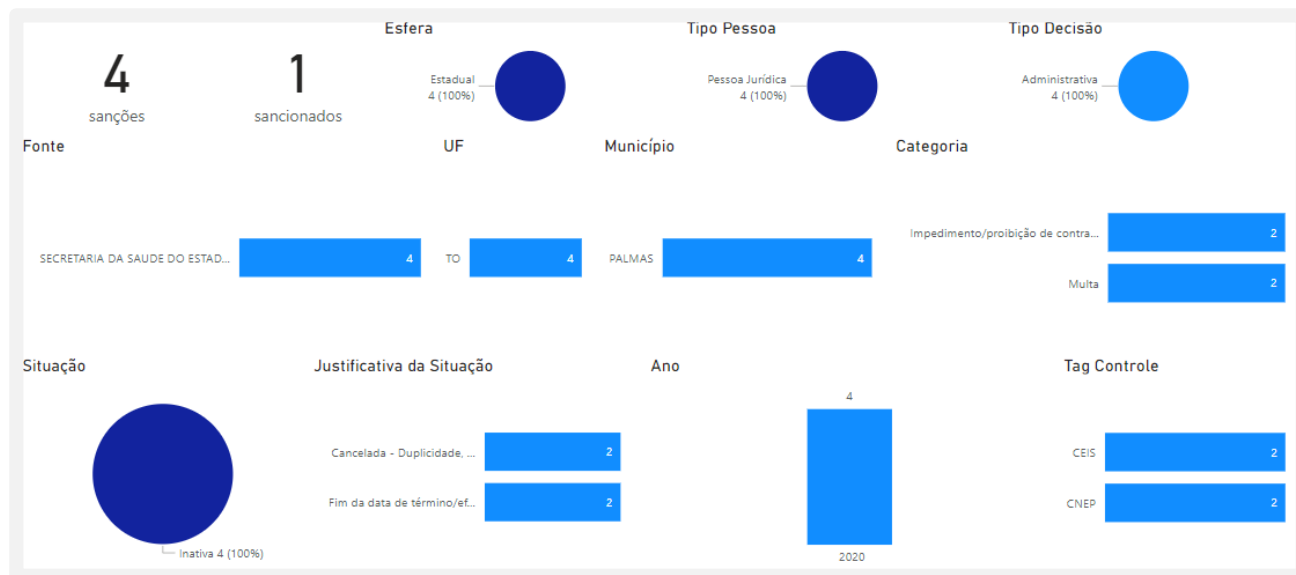 Esfera
Tipo Pessoa
Tipo Decisão
4
sanções
1
sancionados
Estadual
4 (100%)
Pessoa Jurídica
4 (100%)
Administrativa
4 (100%)
Fonte
UF
Município
Categoria
SECRETARIA DA SAUDE DO ESTAD...
4
TO
4
PALMAS
4
Impedimento/proibição de contra...
2
Multa
2
Situação
Justificativa da Situação
Ano
Tag Controle
Inativa 4 (100%)
Cancelada - Duplicidade, ...
2
Fim da data de término/ef...
2
4
2020
CEIS
2
CNEP
2